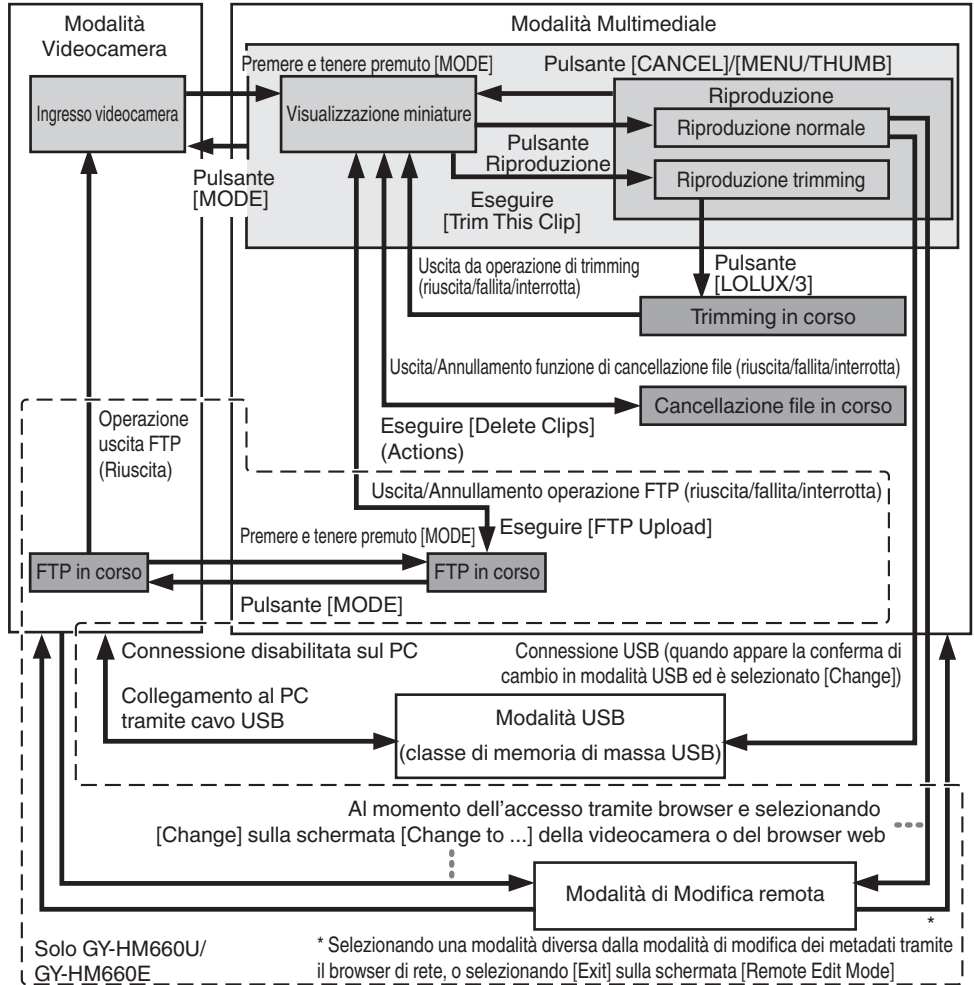 Modalità
Videocamera
Modalità Multimediale
Premere e tenere premuto [MODE]
Pulsante [CANCEL]/[MENU/THUMB]
Ingresso videocamera
Visualizzazione miniature
Riproduzione
Riproduzione normale
Pulsante
Riproduzione
Riproduzione trimming
Pulsante
[MODE]
Eseguire
[Trim This Clip]
Uscita da operazione di trimming
(riuscita/fallita/interrotta)
Pulsante
[LOLUX/3]
Trimming in corso
Uscita/Annullamento funzione di cancellazione file (riuscita/fallita/interrotta)
Cancellazione file in corso
Eseguire [Delete Clips]
(Actions)
Operazione
uscita FTP
(Riuscita)
Uscita/Annullamento operazione FTP (riuscita/fallita/interrotta)
Eseguire [FTP Upload]
Premere e tenere premuto [MODE]
FTP in corso
FTP in corso
Pulsante [MODE]
Connessione disabilitata sul PC
Connessione USB (quando appare la conferma di
cambio in modalità USB ed è selezionato [Change])
Collegamento al PC
tramite cavo USB
Modalità USB
(classe di memoria di massa USB)
Al momento dell'accesso tramite browser e selezionando
[Change] sulla schermata [Change to ...] della videocamera o del browser web
Modalità di Modifica remota
*
Solo GY-HM660U/
GY-HM660E
* Selezionando una modalità diversa dalla modalità di modifica dei metadati tramite
il browser di rete, o selezionando [Exit] sulla schermata [Remote Edit Mode]